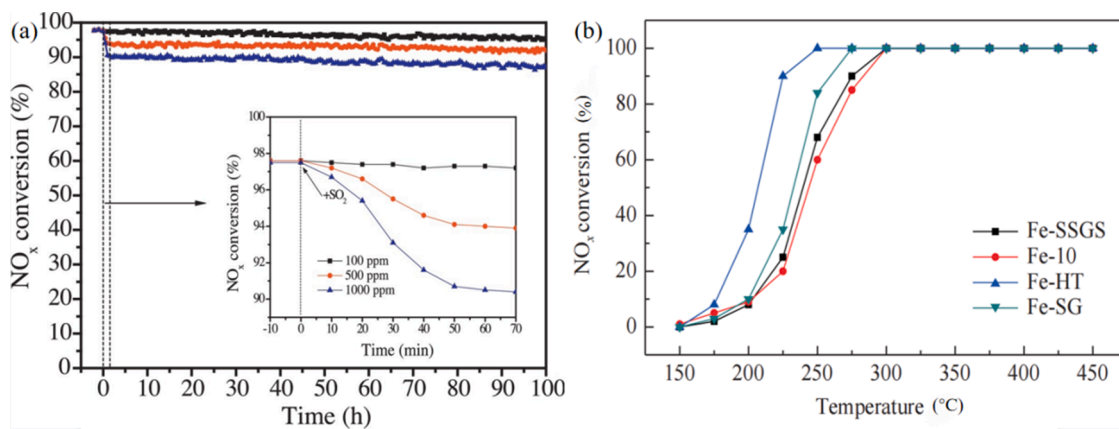 (a)
100
90
80
70
60
50
40
30
20
10
0
NOx conversion (%)
0 10 20 30 40 50 60 70 80 90 100
Time (h)
98
96
94
92
90
NOx conversion (%)
+SO2
100 ppm
500 ppm
1000 ppm
-10 0 10 20 30 40 50 60 70
Time (min)
(b)
100
80
60
40
20
0
NOx conversion (%)
Fe-SSGS
Fe-10
Fe-HT
Fe-SG
150 200 250 300 350 400 450
Temperature (°C)